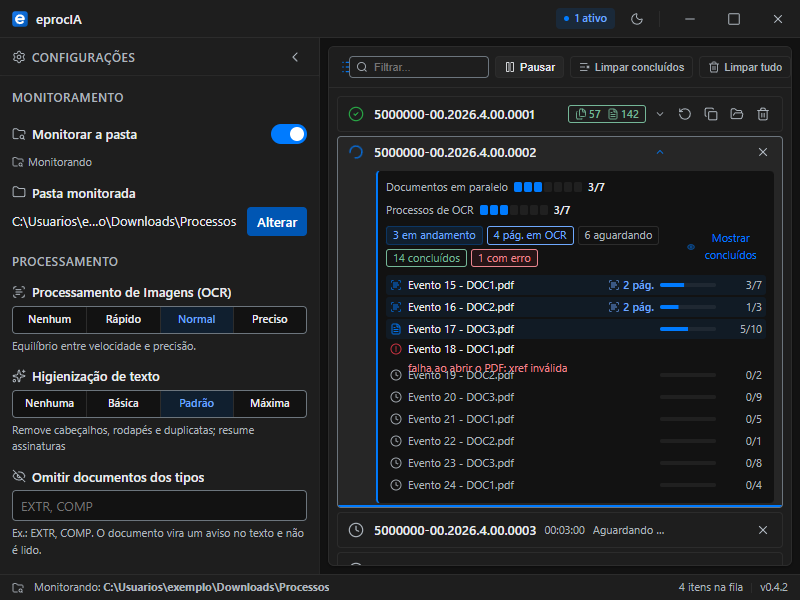 eprocIA
1 ativo
CONFIGURAÇÕES
MONITORAMENTO
Monitorar a pasta
Monitorando
Pasta monitorada
C:\Usuarios\e...o\Downloads\Processos
Alterar
PROCESSAMENTO
Processamento de Imagens (OCR)
Nenhum Rápido Normal Preciso
Equilíbrio entre velocidade e precisão.
Higienização de texto
Nenhuma Básica Padrão Máxima
Remove cabeçalhos, rodapés e duplicatas; resume
assinaturas
Omitir documentos dos tipos
EXTR, COMP
Ex.: EXTR, COMP. O documento vira um aviso no texto e não
é lido.
Filtrar...
Pausar
Limpar concluídos
Limpar tudo
5000000-00.2026.4.00.0001
57 142
5000000-00.2026.4.00.0002
Documentos em paralelo 3/7
Processos de OCR 3/7
3 em andamento 4 pág. em OCR 6 aguardando
14 concluídos 1 com erro
Mostrar
concluídos
Evento 15 - DOC1.pdf 2 pág. 3/7
Evento 16 - DOC2.pdf 2 pág. 1/3
Evento 17 - DOC3.pdf 5/10
Evento 18 - DOC1.pdf
falha ao abrir o PDF: xref inválida
Evento 19 - DOC2.pdf 0/2
Evento 20 - DOC3.pdf 0/9
Evento 21 - DOC1.pdf 0/5
Evento 22 - DOC2.pdf 0/1
Evento 23 - DOC3.pdf 0/8
Evento 24 - DOC1.pdf 0/4
5000000-00.2026.4.00.0003 00:03:00 Aguardando ...
Monitorando: C:\Usuarios\exemplo\Downloads\Processos
4 itens na fila
v0.4.2